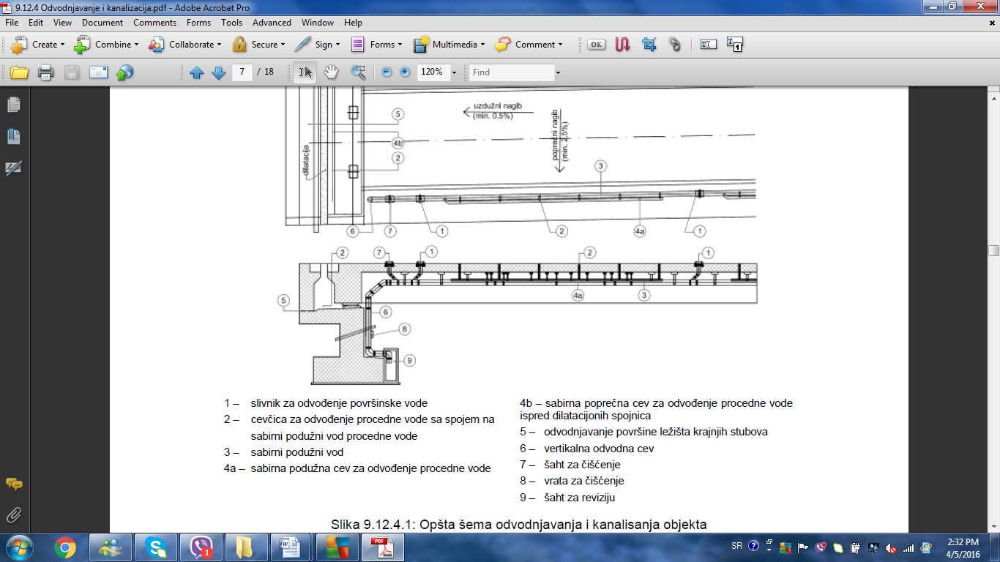 9.12.4 Odvodnjavanje i kanalizacija.pdf - Adobe Acrobat Pro
File Edit View Document Comments Forms Tools Advanced Window Help
Create Combine Collaborate Secure Sign Forms Multimedia Comment OK
7 / 18 120% Find
uzdužni nagib
(min. 0.5%)
poprečni nagib
(min. 2.5%)
dilatacija
5
4b
2
3
6 7 1 2 4a 1
2 7 1 2 1
5 4a 3
6
8
9
1 – slivnik za odvođenje površinske vode
2 – cevčica za odvođenje procedne vode sa spojem na
sabirni podužni vod procedne vode
3 – sabirni podužni vod
4a – sabirna podužna cev za odvođenje procedne vode
4b – sabirna poprečna cev za odvođenje procedne vode
ispred dilatacionih spojnica
5 – odvodnjavanje površine ležišta krajnjih stubova
6 – vertikalna odvodna cev
7 – šaht za čišćenje
8 – vrata za čišćenje
9 – šaht za reviziju
Slika 9.12.4.1: Opšta šema odvodnjavanja i kanalisanja objekta
SR
2:32 PM
4/5/2016